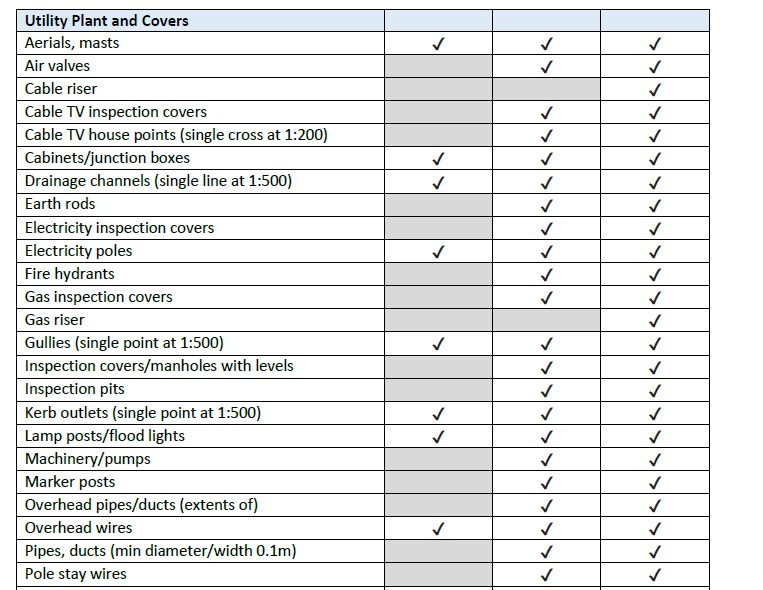 Utility Plant and Covers
Aerials, masts ✓ ✓ ✓
Air valves ✓ ✓
Cable riser ✓
Cable TV inspection covers ✓ ✓
Cable TV house points (single cross at 1:200) ✓ ✓
Cabinets/junction boxes ✓ ✓ ✓
Drainage channels (single line at 1:500) ✓ ✓ ✓
Earth rods ✓ ✓
Electricity inspection covers ✓ ✓
Electricity poles ✓ ✓ ✓
Fire hydrants ✓ ✓
Gas inspection covers ✓ ✓
Gas riser ✓
Gullies (single point at 1:500) ✓ ✓ ✓
Inspection covers/manholes with levels ✓ ✓
Inspection pits ✓ ✓
Kerb outlets (single point at 1:500) ✓ ✓ ✓
Lamp posts/flood lights ✓ ✓ ✓
Machinery/pumps ✓ ✓
Marker posts ✓ ✓
Overhead pipes/ducts (extents of) ✓ ✓
Overhead wires ✓ ✓ ✓
Pipes, ducts (min diameter/width 0.1m) ✓ ✓
Pole stay wires ✓ ✓